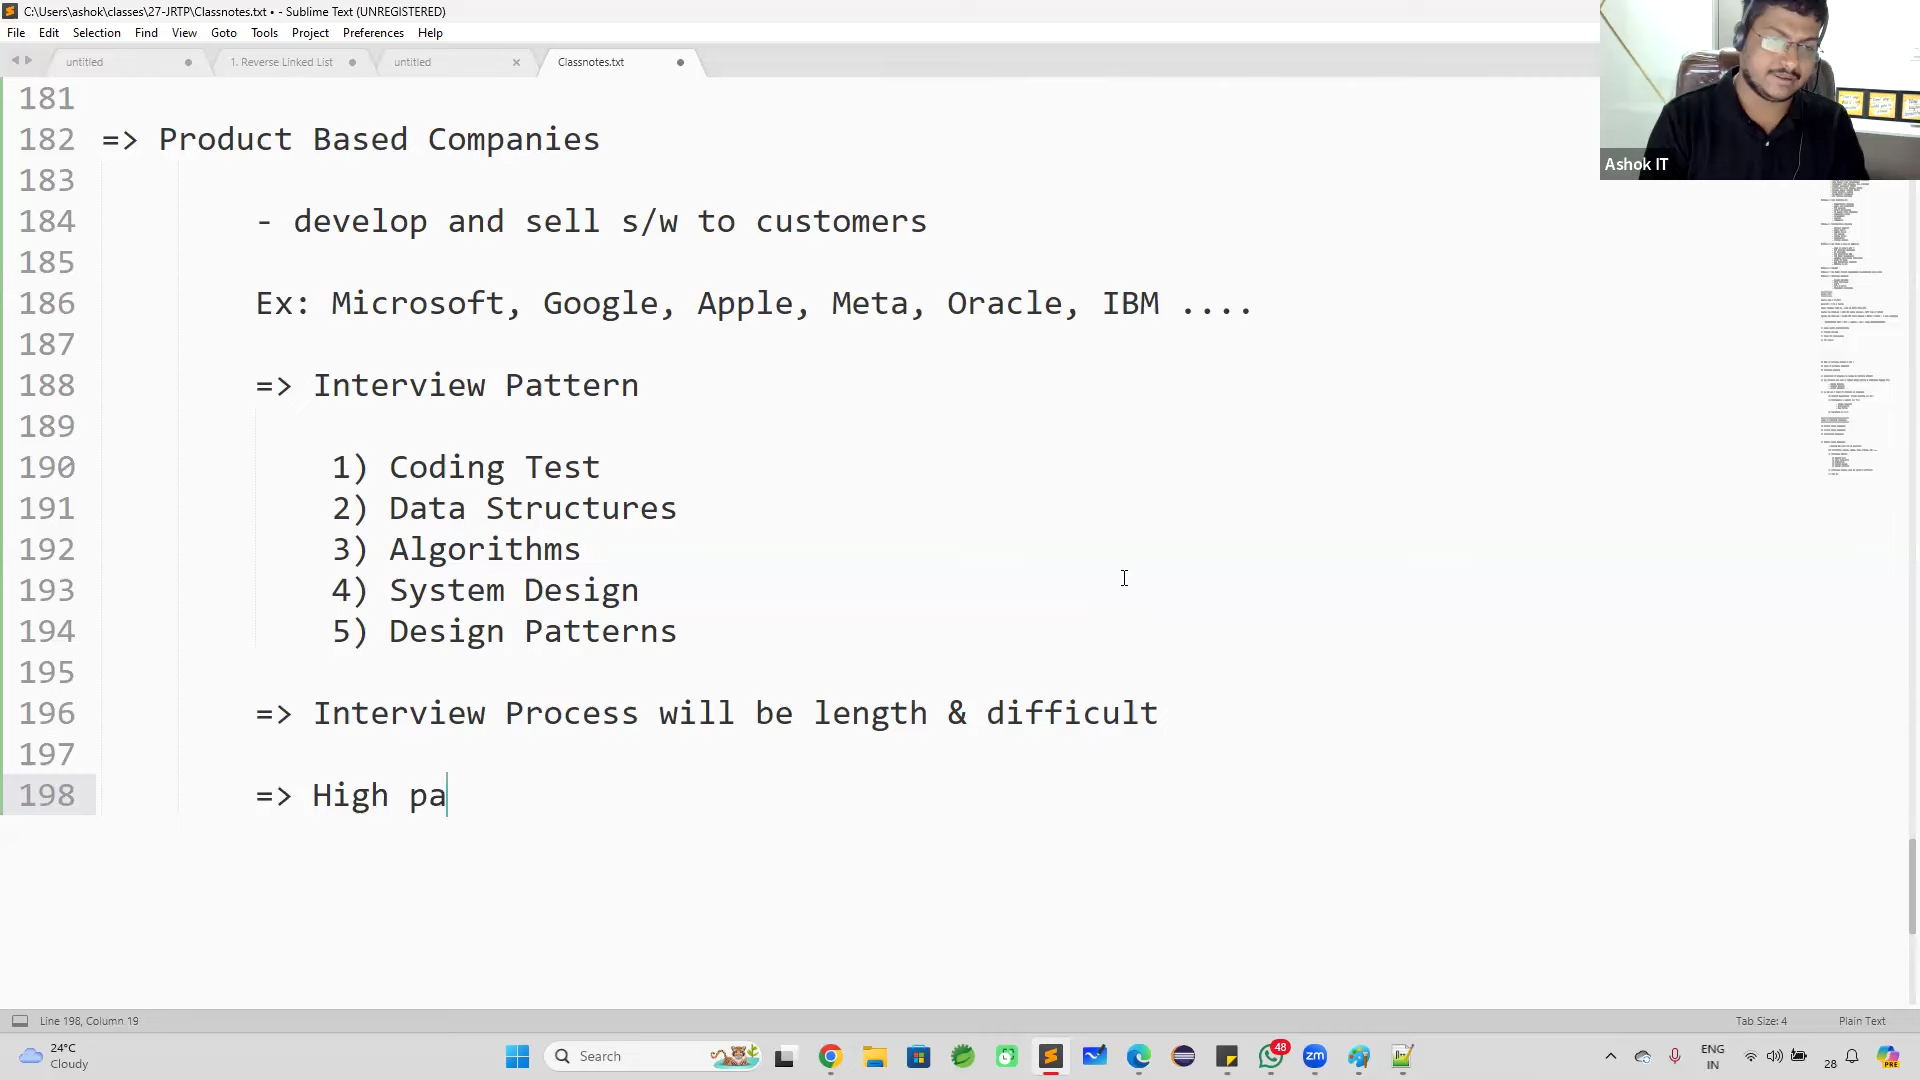 C:\Users\ashok\classes\27-JRTP\Classnotes.txt • - Sublime Text (UNREGISTERED)
File Edit Selection Find View Goto Tools Project Preferences Help
untitled 1. Reverse Linked List untitled Classnotes.txt
181
182 => Product Based Companies
183
184 - develop and sell s/w to customers
185
186 Ex: Microsoft, Google, Apple, Meta, Oracle, IBM ....
187
188 => Interview Pattern
189
190 1) Coding Test
191 2) Data Structures
192 3) Algorithms
193 4) System Design
194 5) Design Patterns
195
196 => Interview Process will be length & difficult
197
198 => High pa
Ashok IT
Line 198, Column 19 Tab Size: 4 Plain Text
24°C
Cloudy
Search
48
zm
ENG
IN
28
PRE